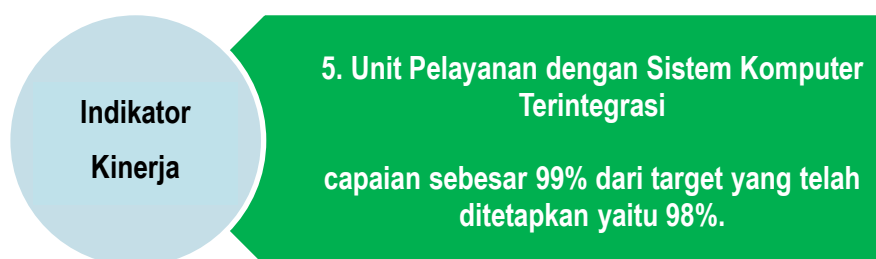 Indikator
Kinerja
5. Unit Pelayanan dengan Sistem Komputer
Terintegrasi
capaian sebesar 99% dari target yang telah
ditetapkan yaitu 98%.